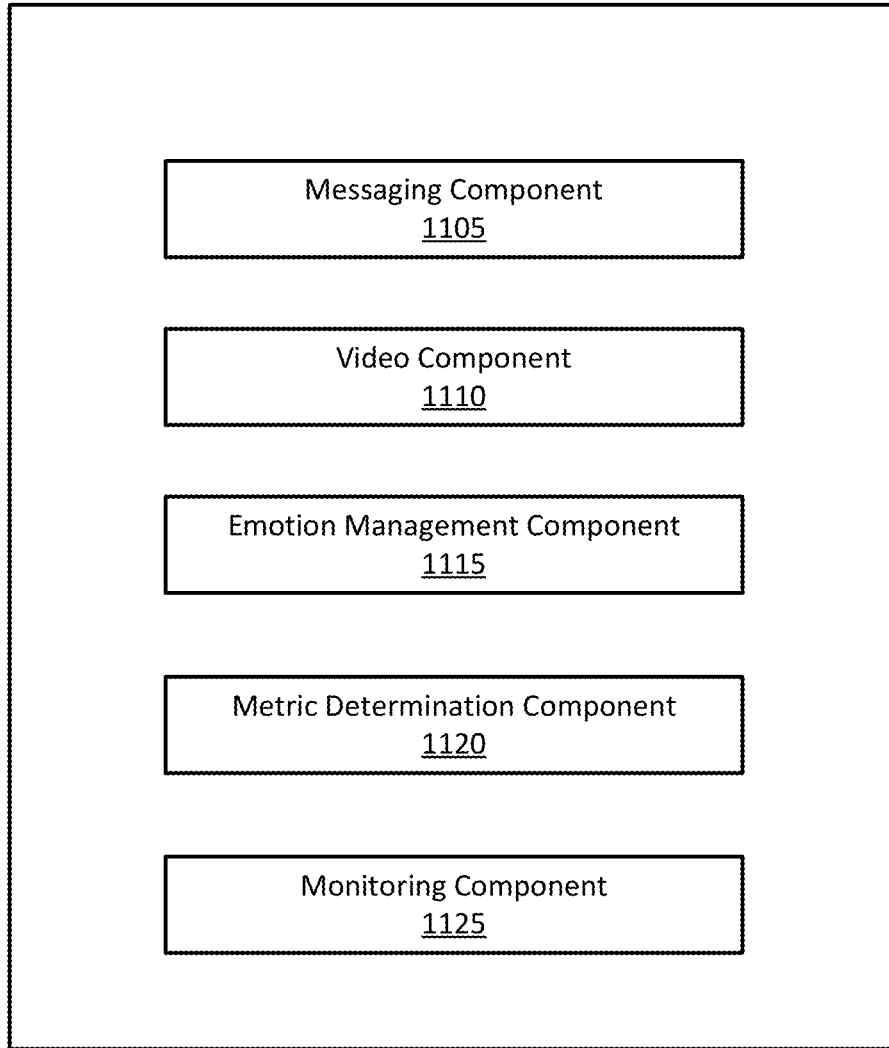 Messaging Component
1105
Video Component
1110
Emotion Management Component
1115
Metric Determination Component
1120
Monitoring Component
1125